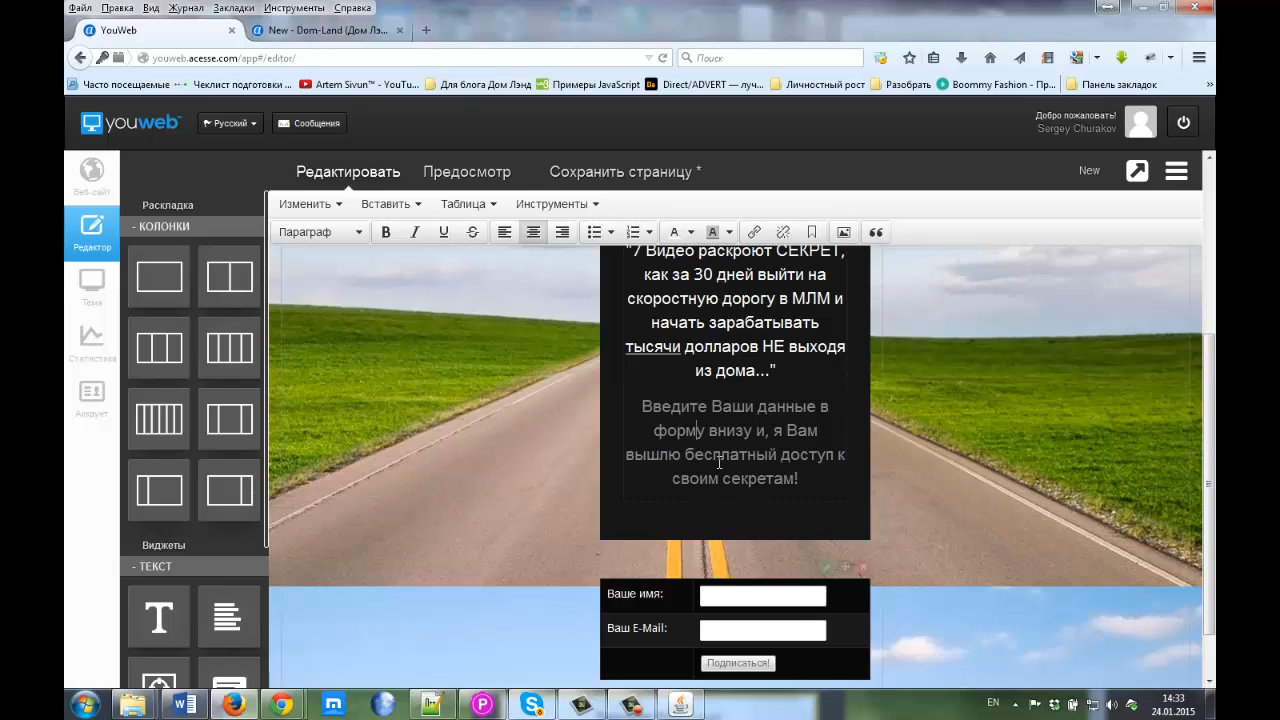 Файл Правка Вид Журнал Закладки Инструменты Справка
YouWeb × New - Dom-Land (Дом Лэ... × +
youweb.acesse.com/app#/editor/ Поиск
Часто посещаемые Чеклист подготовки ... Artem Sivun™ - YouTu... Для блога Дом Лэнд Примеры JavaScript Direct/ADVERT — луч... Личностный рост Разобрать Boommy Fashion - Пр... Панель закладок »
youweb Русский Сообщения Добро пожаловать!
Sergey Churakov
Веб-сайт
Редактор
Тема
Статистика
Аккаунт
Раскладка
- КОЛОНКИ
Виджеты
- ТЕКСТ
Редактировать Предосмотр Сохранить страницу * New
Изменить Вставить Таблица Инструменты
Параграф B I U S A A
"7 Видео раскроют СЕКРЕТ,
как за 30 дней выйти на
скоростную дорогу в МЛМ и
начать зарабатывать
тысячи долларов НЕ выходя
из дома..."
Введите Ваши данные в
форму внизу и, я Вам
вышлю бесплатный доступ к
своим секретам!
Ваше имя:
Ваш E-Mail:
Подписаться!
EN 14:33
24.01.2015